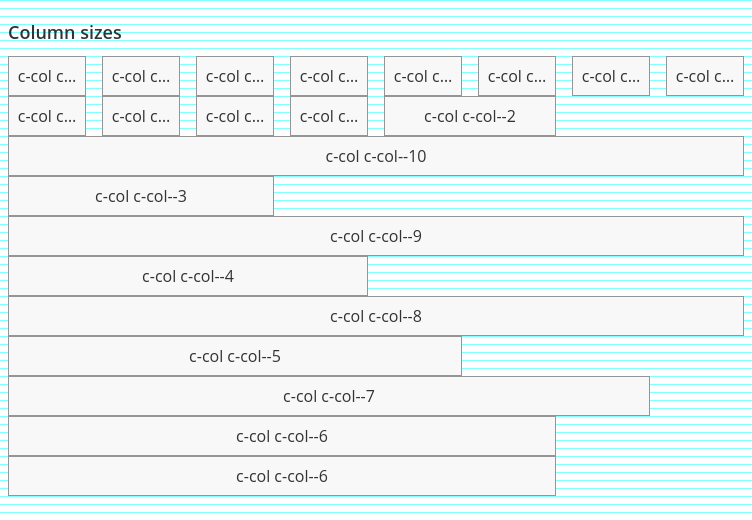 Column sizes
c-col c... c-col c... c-col c... c-col c... c-col c... c-col c... c-col c... c-col c...
c-col c... c-col c... c-col c... c-col c... c-col c-col--2
c-col c-col--10
c-col c-col--3
c-col c-col--9
c-col c-col--4
c-col c-col--8
c-col c-col--5
c-col c-col--7
c-col c-col--6
c-col c-col--6